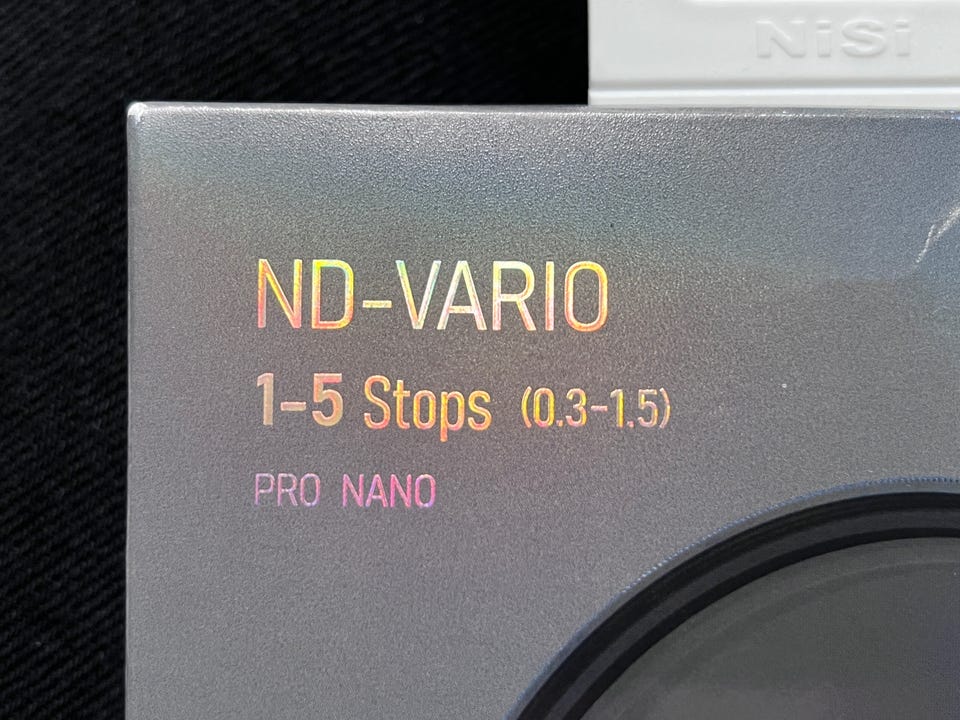 NiSi
ND-VARIO
1-5 Stops (0.3-1.5)
PRO NANO